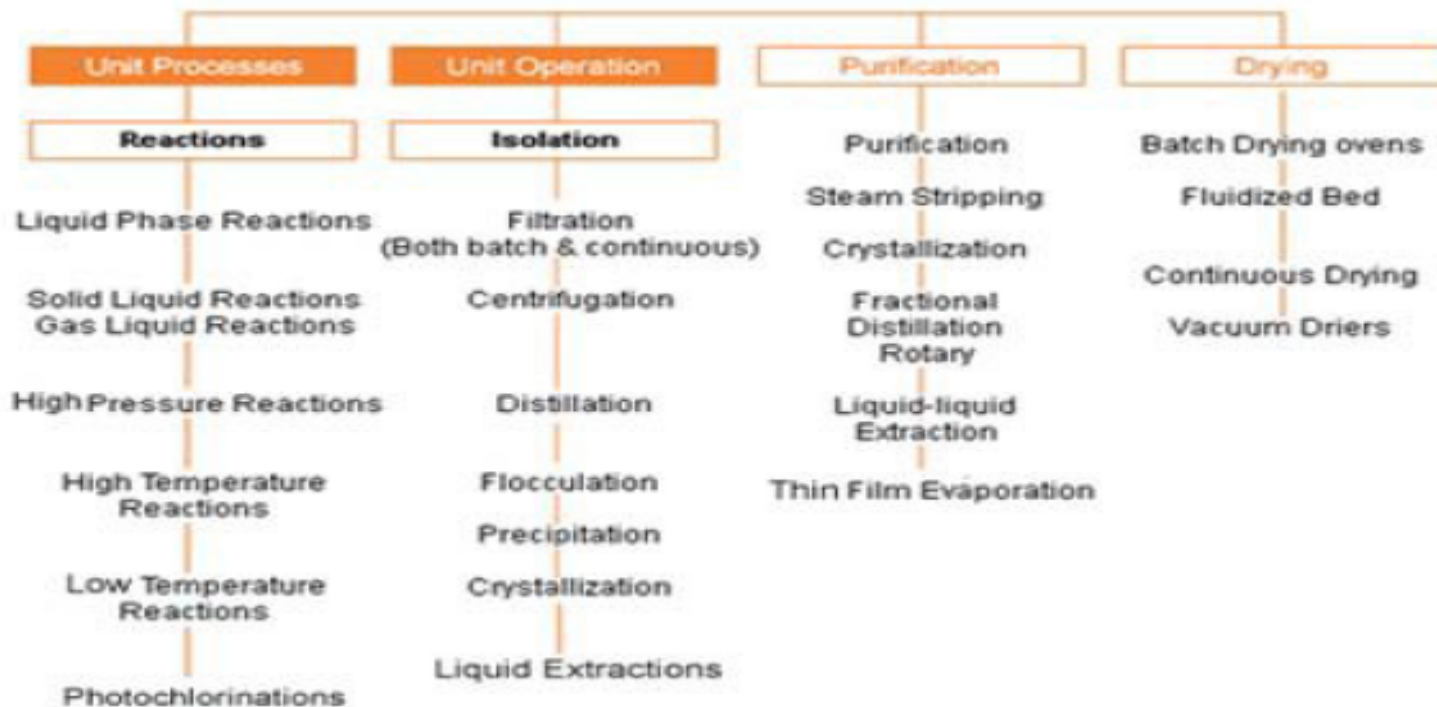 Unit Processes
Reactions
Liquid Phase Reactions
Solid Liquid Reactions
Gas Liquid Reactions
High Pressure Reactions
High Temperature
Reactions
Low Temperature
Reactions
Photochlorinations
Unit Operation
Isolation
Filtration
(Both batch & continuous)
Centrifugation
Distillation
Flocculation
Precipitation
Crystallization
Liquid Extractions
Purification
Purification
Steam Stripping
Crystallization
Fractional
Distillation
Rotary
Liquid-liquid
Extraction
Thin Film Evaporation
Drying
Batch Drying ovens
Fluidized Bed
Continuous Drying
Vacuum Driers